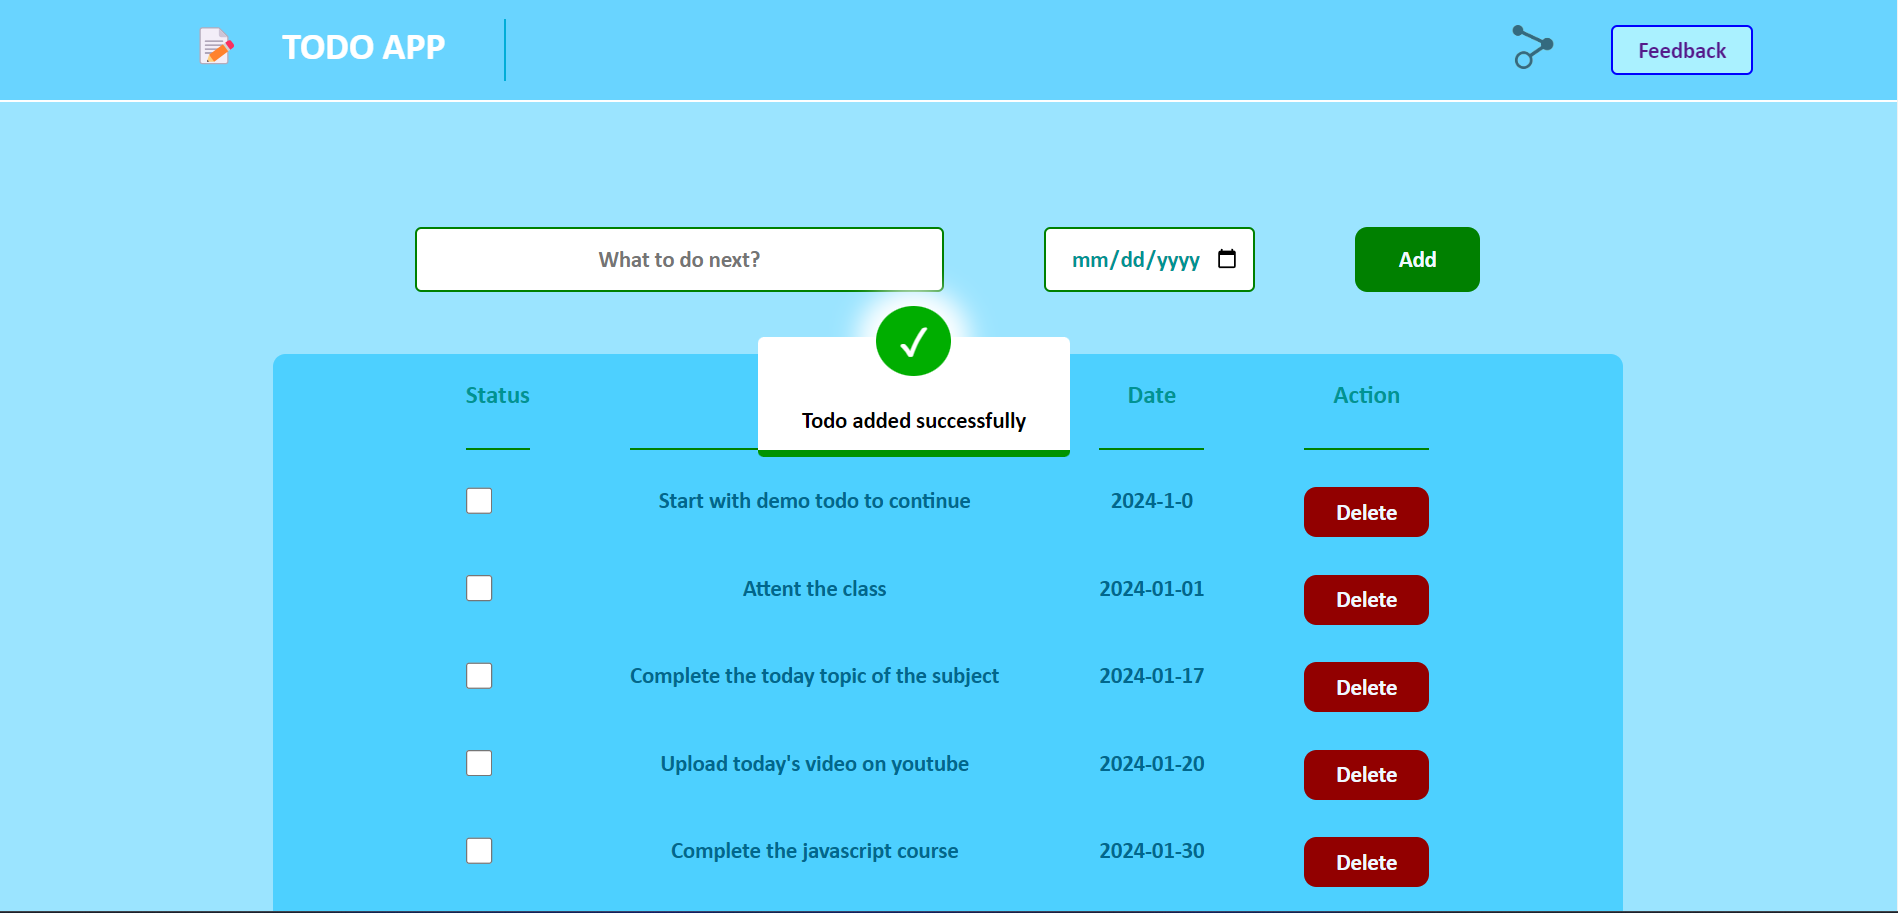 TODO APP
Feedback
What to do next?
mm/dd/yyyy
Add
Todo added successfully
Status
Date
Action
Start with demo todo to continue
2024-1-0
Delete
Attent the class
2024-01-01
Delete
Complete the today topic of the subject
2024-01-17
Delete
Upload today's video on youtube
2024-01-20
Delete
Complete the javascript course
2024-01-30
Delete